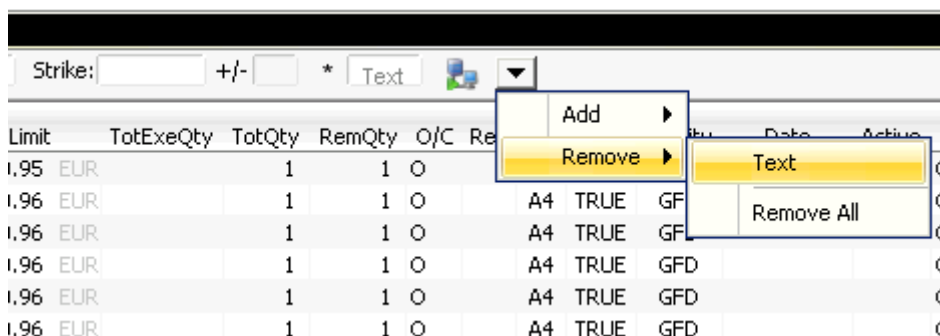 Strike: +/- * Text
Add
Limit TotExeQty TotQty RemQty O/C Date Active
Remove
Text
Remove All
.95 EUR 1 1 O
.96 EUR 1 1 O A4 TRUE
.96 EUR 1 1 O A4 TRUE
.96 EUR 1 1 O A4 TRUE GFD
.96 EUR 1 1 O A4 TRUE GFD
.96 EUR 1 1 O A4 TRUE GFD